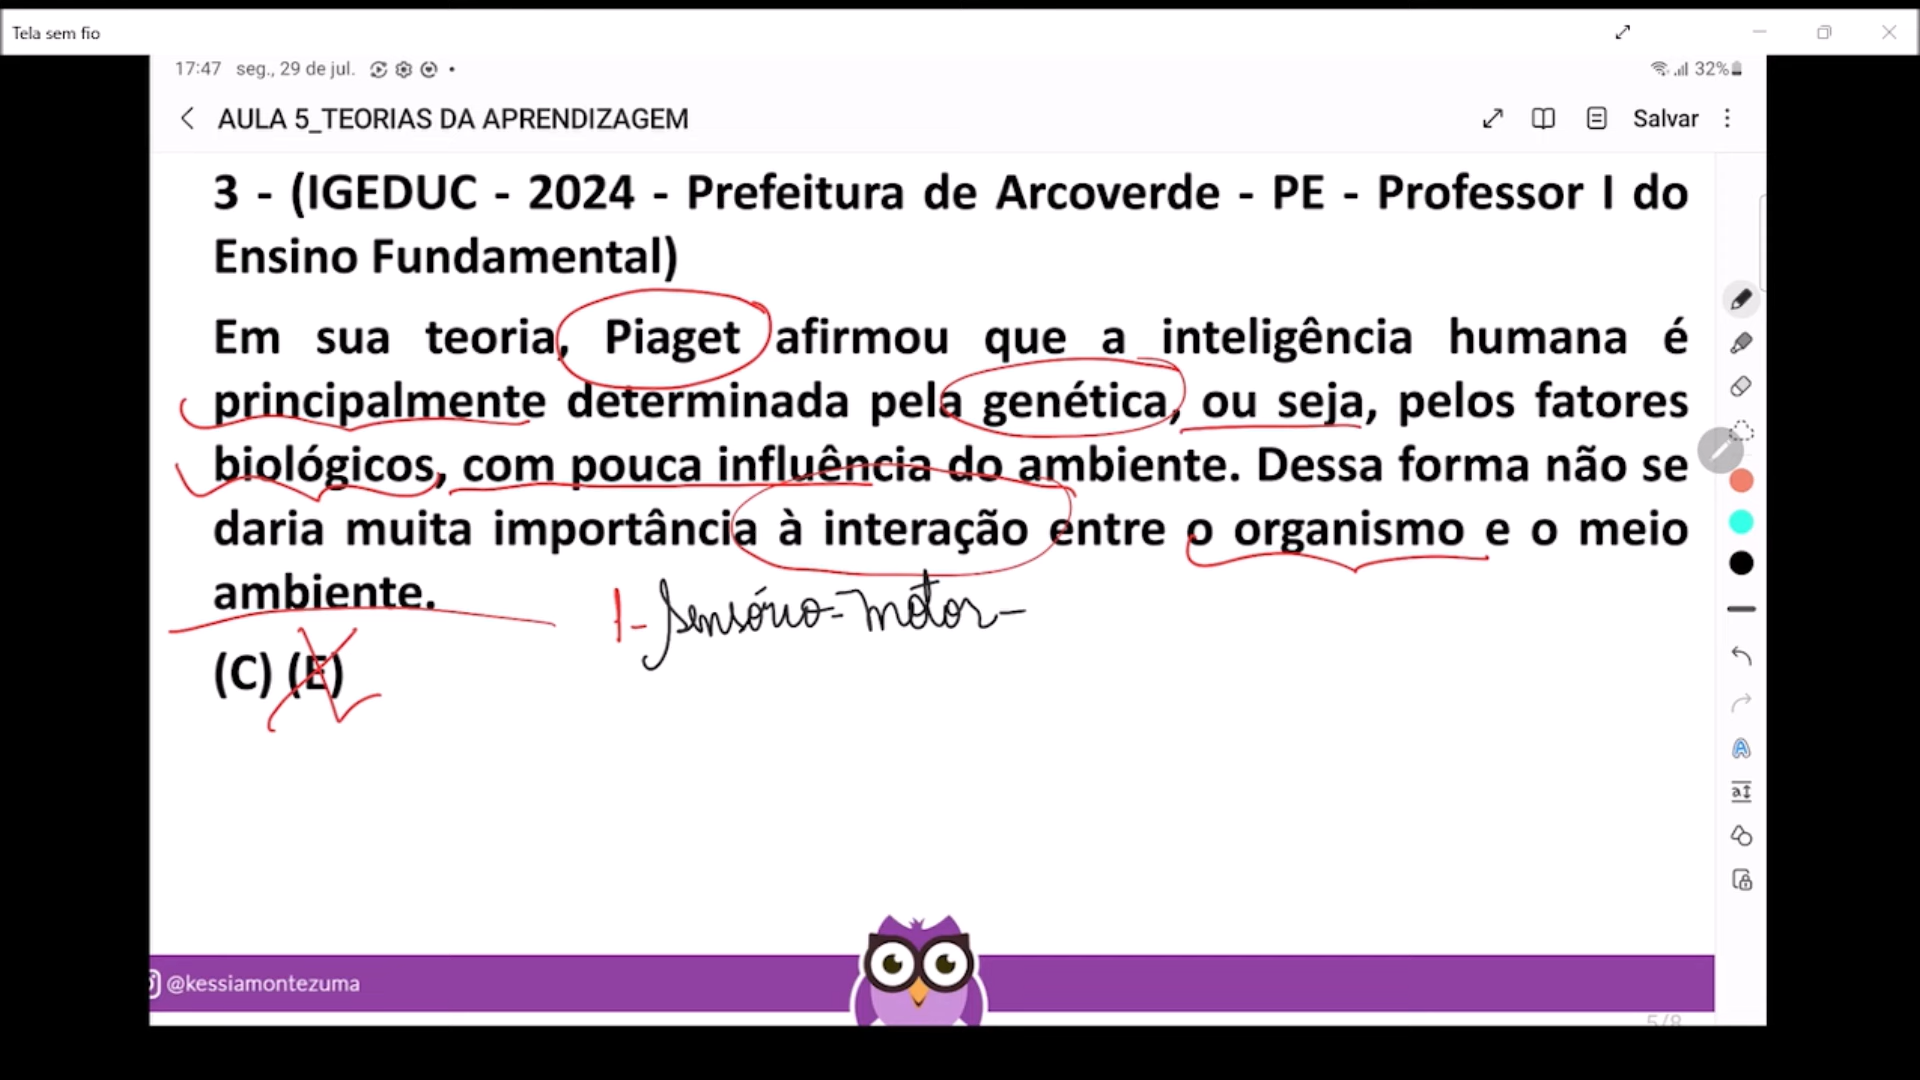 Tela sem fio
17:47 seg., 29 de jul. 32%
AULA 5_TEORIAS DA APRENDIZAGEM Salvar
3 - (IGEDUC - 2024 - Prefeitura de Arcoverde - PE - Professor I do
Ensino Fundamental)
Em sua teoria, Piaget afirmou que a inteligência humana é
principalmente determinada pela genética, ou seja, pelos fatores
biológicos, com pouca influência do ambiente. Dessa forma não se
daria muita importância à interação entre o organismo e o meio
ambiente.
1- Sensório-motor-
(C) (E)
@kessiamontezuma
5/8